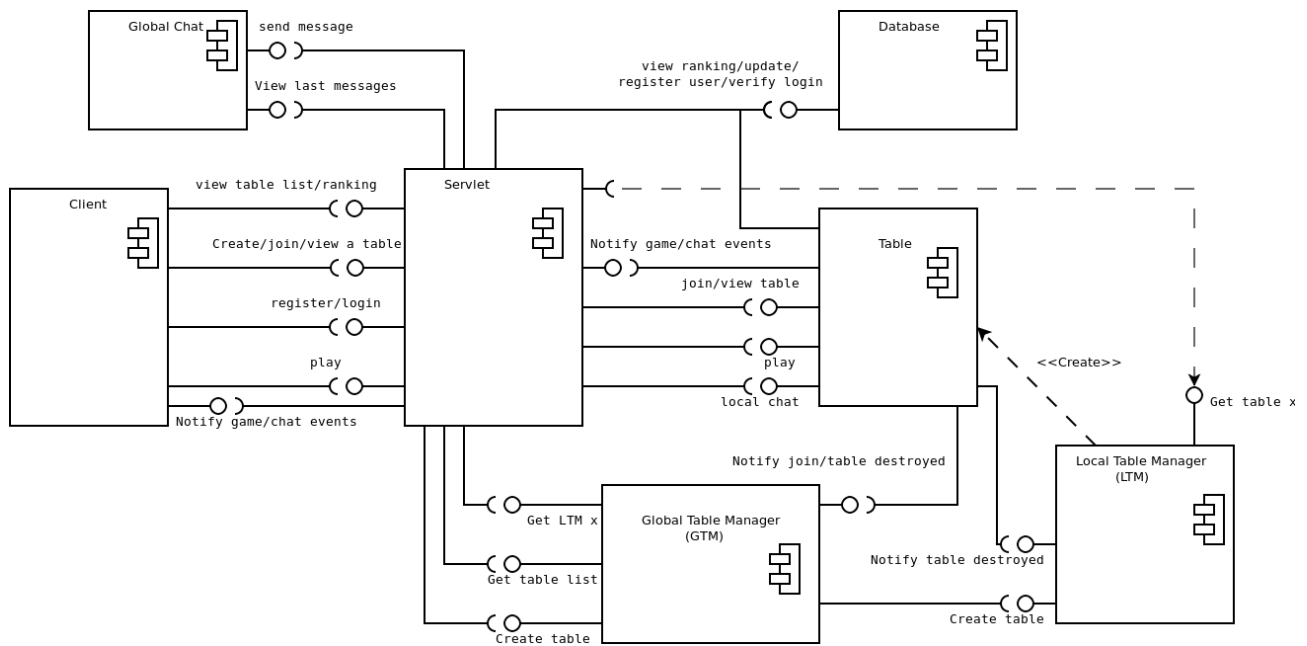 Global Chat
send message
View last messages
Database
view ranking/update/
register user/verify login
Client
view table list/ranking
Create/join/view a table
register/login
play
Notify game/chat events
Servlet
Notify game/chat events
join/view table
play
local chat
Table
<<Create>>
Get table x
Local Table Manager
(LTM)
Notify join/table destroyed
Get LTM x
Get table list
Create table
Global Table Manager
(GTM)
Notify table destroyed
Create table